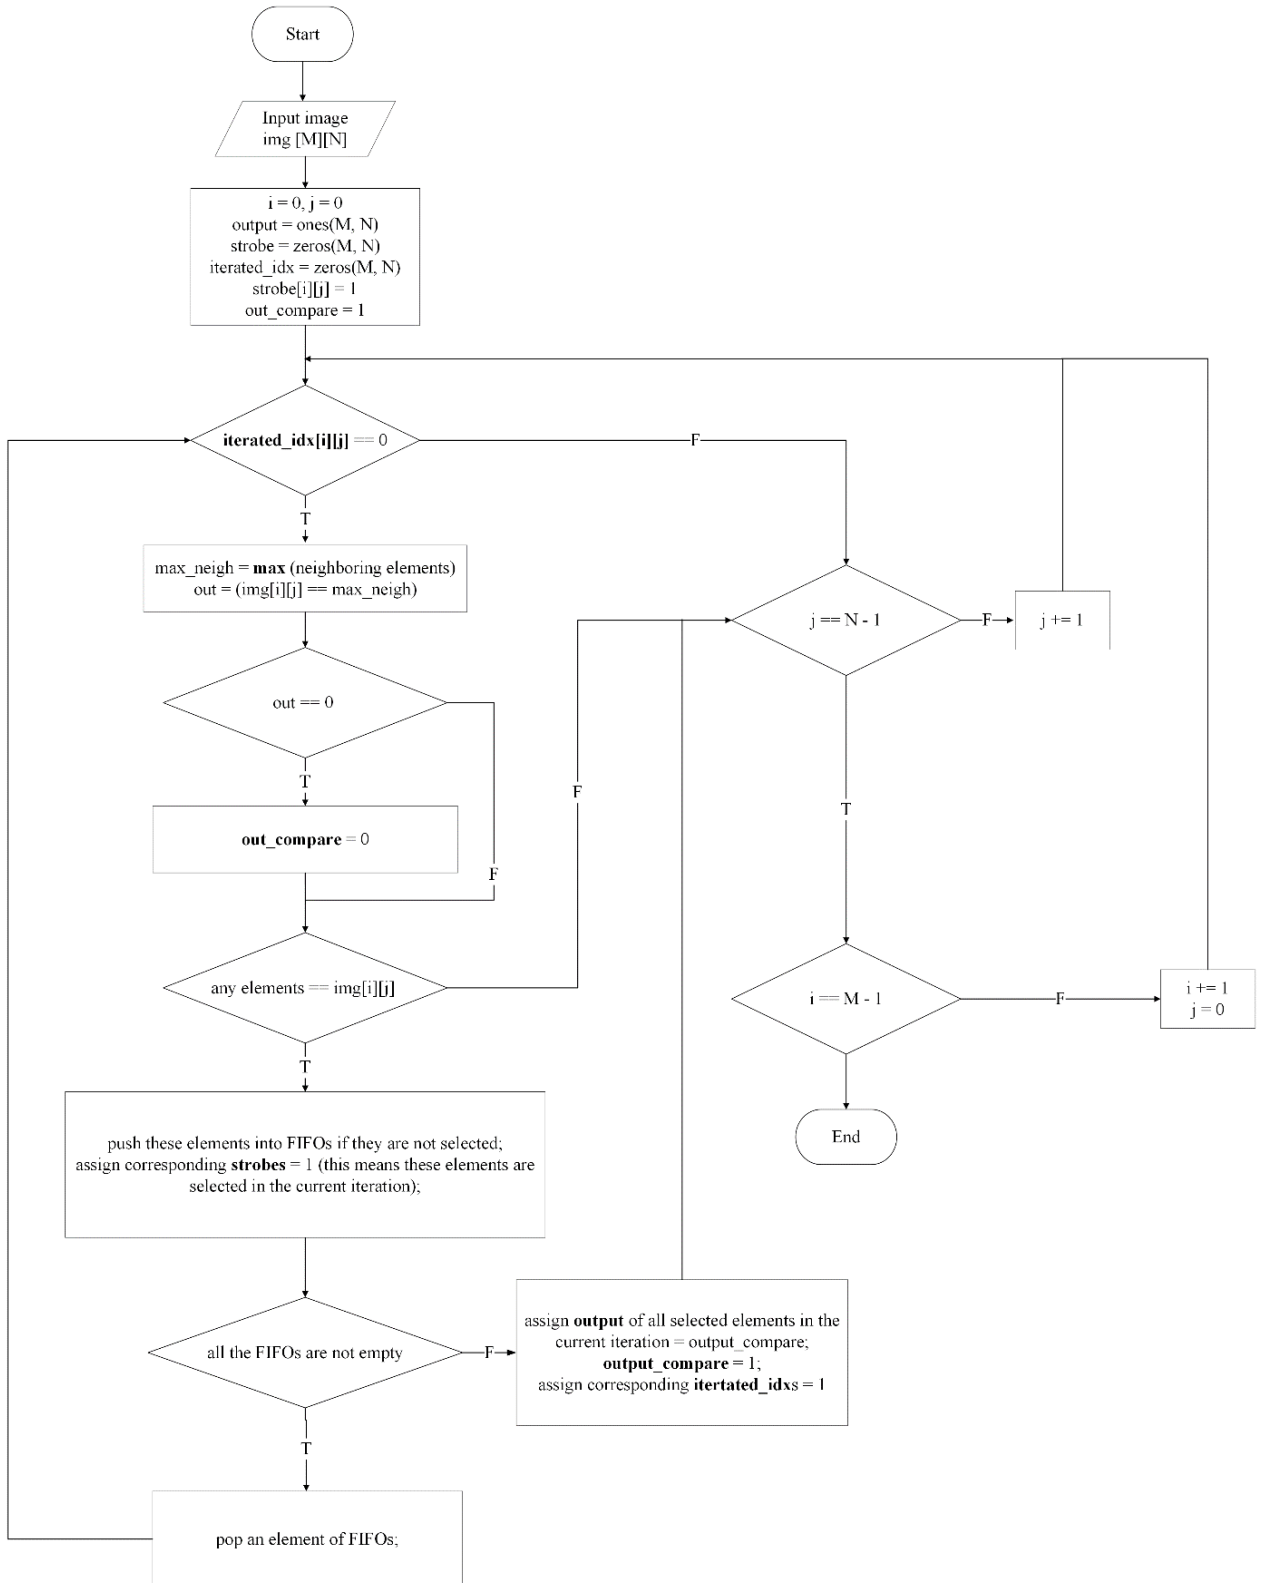 Start
Input image
img [M][N]
i = 0, j = 0
output = ones(M, N)
strobe = zeros(M, N)
iterated_idx = zeros(M, N)
strobe[i][j] = 1
out_compare = 1
iterated_idx[i][j] == 0
F
T
max_neigh = max (neighboring elements)
out = (img[i][j] == max_neigh)
j == N - 1
F
j += 1
out == 0
T
F
T
out_compare = 0
F
any elements == img[i][j]
i == M - 1
F
i += 1
j = 0
T
End
push these elements into FIFOs if they are not selected;
assign corresponding strobes = 1 (this means these elements are
selected in the current iteration);
all the FIFOs are not empty
F
assign output of all selected elements in the
current iteration = output_compare;
output_compare = 1;
assign corresponding itertated_idxs = 1
T
pop an element of FIFOs;